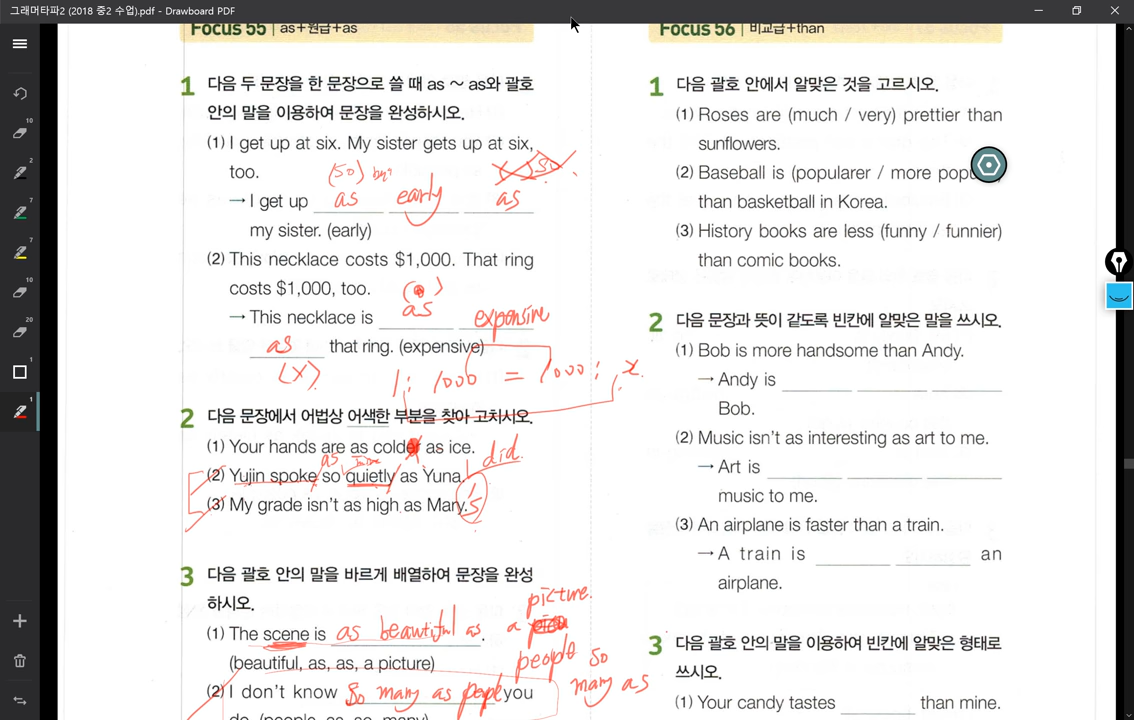 그래머타파2 (2018 중2 수업).pdf - Drawboard PDF
Focus 55 | as+원급+as
1 다음 두 문장을 한 문장으로 쓸 때 as ~ as와 괄호
안의 말을 이용하여 문장을 완성하시오.
(1) I get up at six. My sister gets up at six,
too.
(so)
so
→ I get up as early as
my sister. (early)
(2) This necklace costs $1,000. That ring
costs $1,000, too.
→ This necklace is as expensive
as that ring. (expensive)
(X)
1 : 1000 = 1000 : x
2 다음 문장에서 어법상 어색한 부분을 찾아 고치시오.
(1) Your hands are as colder as ice.
as
did.
(2) Yujin spoke so quietly as Yuna.
(3) My grade isn't as high as Mary.
's
3 다음 괄호 안의 말을 바르게 배열하여 문장을 완성
하시오.
picture.
(1) The scene is as beautiful as . a
(beautiful, as, as, a picture)
people so
many as
(2) I don't know so many as people you
do. (people, as, so, many)
Focus 56 | 비교급+than
1 다음 괄호 안에서 알맞은 것을 고르시오.
(1) Roses are (much / very) prettier than
sunflowers.
(2) Baseball is (popularer / more popu
than basketball in Korea.
(3) History books are less (funny / funnier)
than comic books.
2 다음 문장과 뜻이 같도록 빈칸에 알맞은 말을 쓰시오.
(1) Bob is more handsome than Andy.
→ Andy is
Bob.
(2) Music isn't as interesting as art to me.
→ Art is
music to me.
(3) An airplane is faster than a train.
→ A train is an
airplane.
3 다음 괄호 안의 말을 이용하여 빈칸에 알맞은 형태로
쓰시오.
(1) Your candy tastes than mine.
10
2
7
7
10
20
1
1